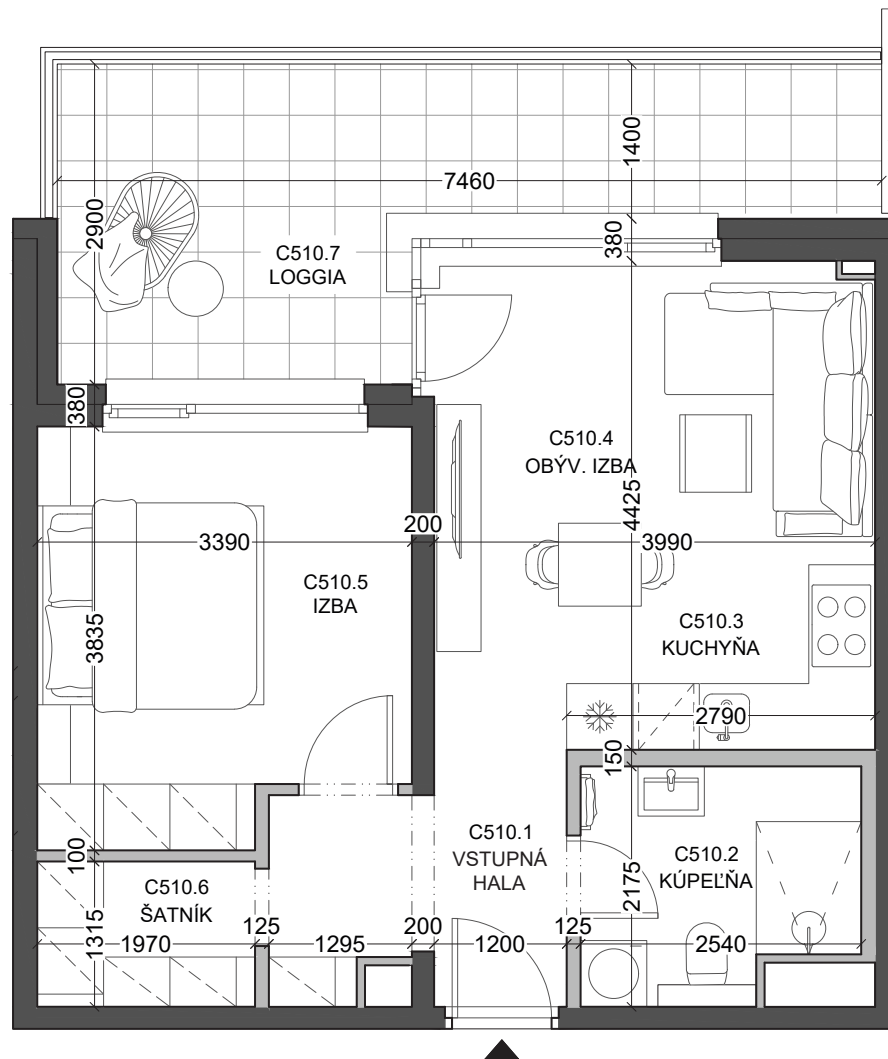 1400
7460
2900
C510.7
LOGGIA
380
380
C510.4
OBÝV. IZBA
4425
200
3390
3990
C510.5
IZBA
C510.3
KUCHYŇA
3835
2790
150
C510.1
VSTUPNÁ
HALA
C510.2
KÚPEĽŇA
2175
100
C510.6
ŠATNÍK
1315
1970
125
1295
200
1200
125
2540